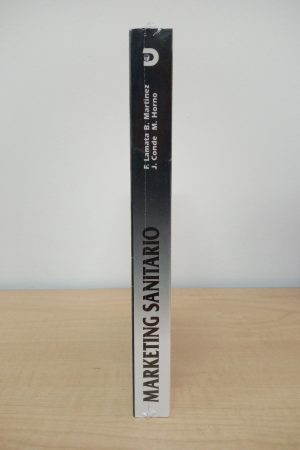 MARKETING SANITARIO
F. Lamata B. Martínez
J. Conde M. Horno